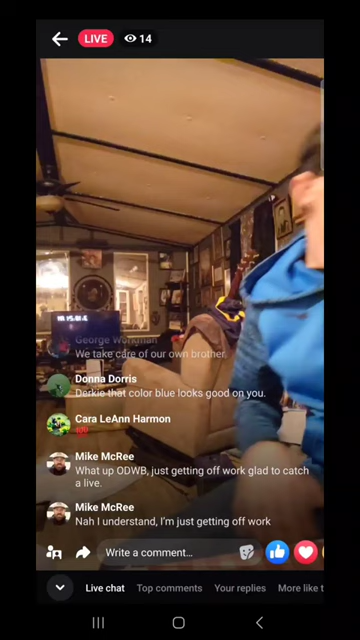 LIVE
14
George Workman
We take care of our own brother.
Donna Dorris
Derkie that color blue looks good on you.
Cara LeAnn Harmon
Mike McRee
What up ODWB, just getting off work glad to catch
a live.
Mike McRee
Nah I understand, I'm just getting off work
Write a comment...
Live chat
Top comments
Your replies
More like t